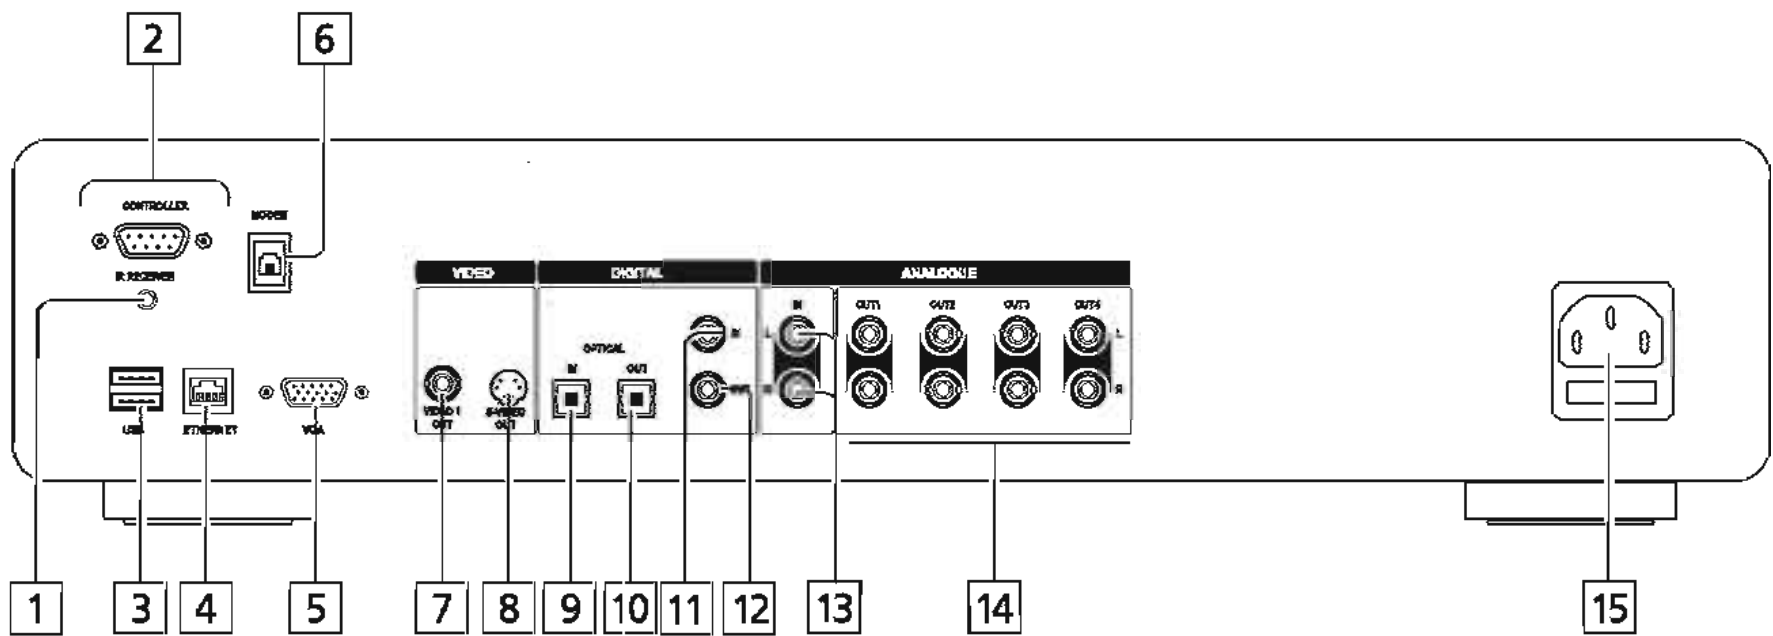 2 6
CONTROLLER
MODEM
IR RECEIVER
VIDEO DIGITAL ANALOGUE
IN OUT1 OUT2 OUT3 OUT4
L IN L
OPTICAL
IN OUT
R OUT R
VIDEO 1 OUT
S-VIDEO OUT
USB ETHERNET VGA
1 3 4 5 7 8 9 10 11 12 13 14 15